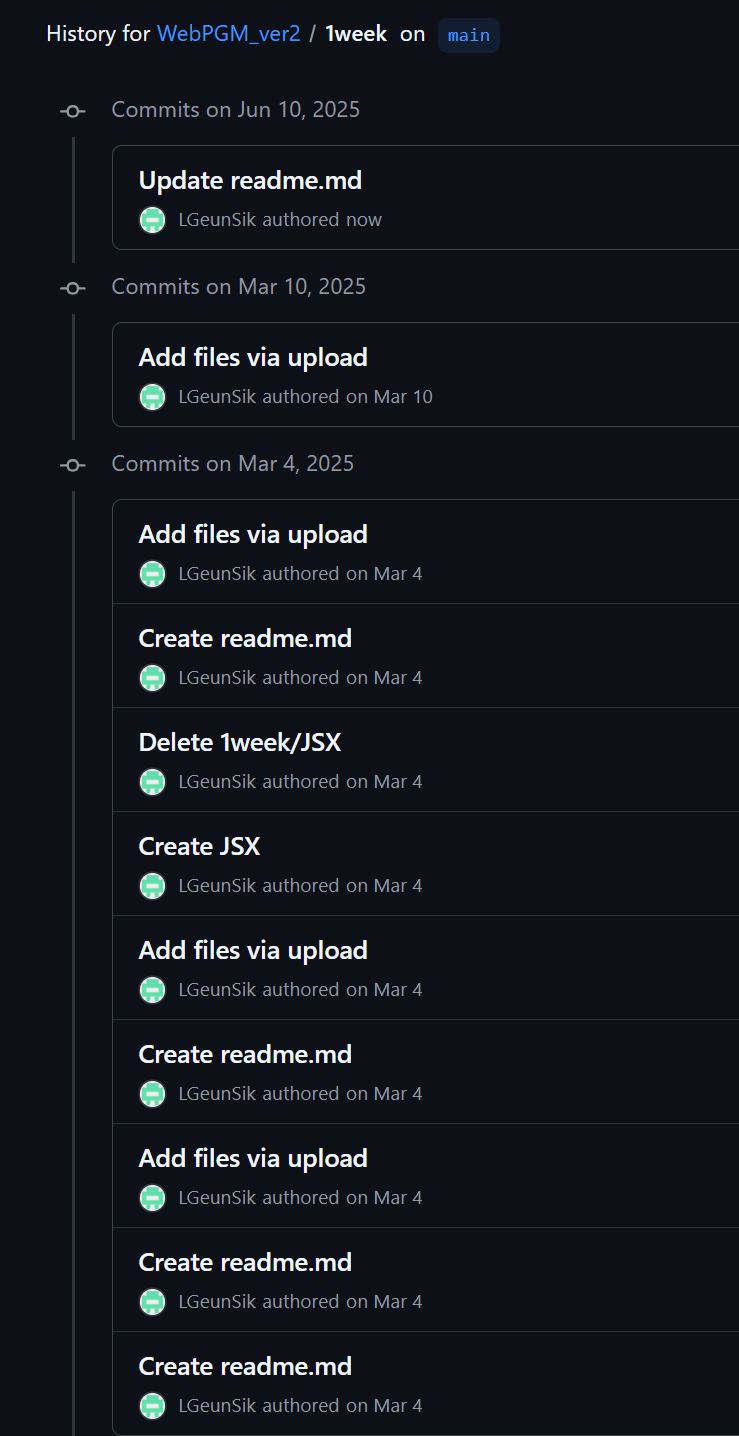 History for WebPGM_ver2 / 1week on main
Commits on Jun 10, 2025
Update readme.md
LGeunSik authored now
Commits on Mar 10, 2025
Add files via upload
LGeunSik authored on Mar 10
Commits on Mar 4, 2025
Add files via upload
LGeunSik authored on Mar 4
Create readme.md
LGeunSik authored on Mar 4
Delete 1week/JSX
LGeunSik authored on Mar 4
Create JSX
LGeunSik authored on Mar 4
Add files via upload
LGeunSik authored on Mar 4
Create readme.md
LGeunSik authored on Mar 4
Add files via upload
LGeunSik authored on Mar 4
Create readme.md
LGeunSik authored on Mar 4
Create readme.md
LGeunSik authored on Mar 4